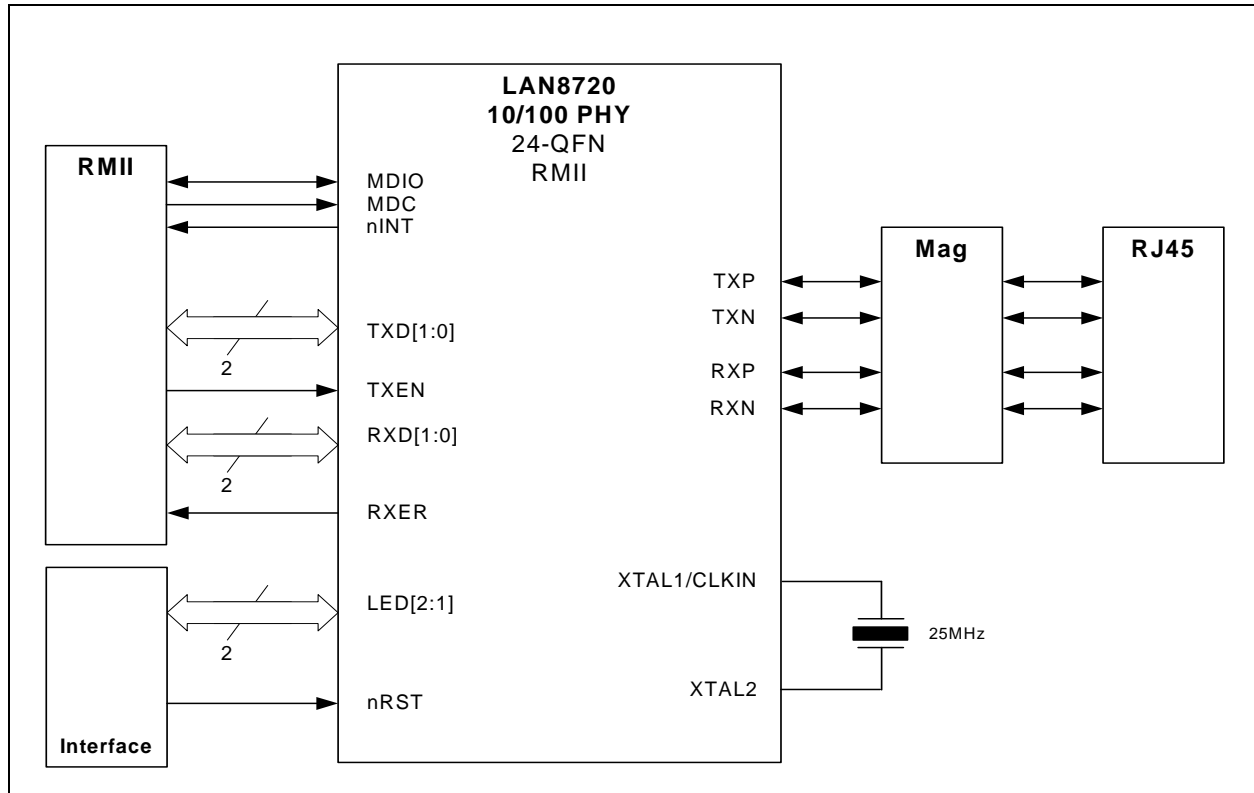 LAN8720
10/100 PHY
24-QFN
RMII
RMII
MDIO
MDC
nINT
TXD[1:0]
2
TXEN
RXD[1:0]
2
RXER
LED[2:1]
2
nRST
Interface
TXP
TXN
RXP
RXN
Mag
RJ45
XTAL1/CLKIN
25MHz
XTAL2